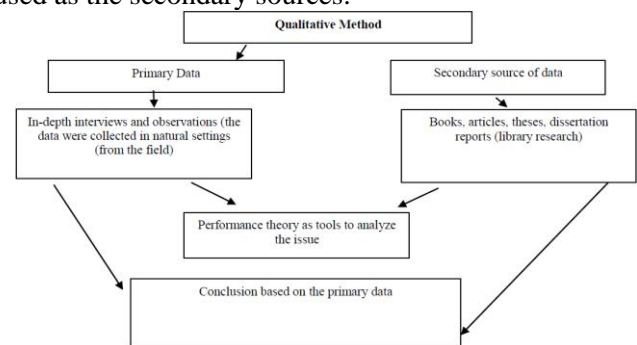 used as the secondary sources.
Qualitative Method
Primary Data
Secondary source of data
In-depth interviews and observations (the
data were collected in natural settings
(from the field)
Books, articles, theses, dissertation
reports (library research)
Performance theory as tools to analyze
the issue
Conclusion based on the primary data